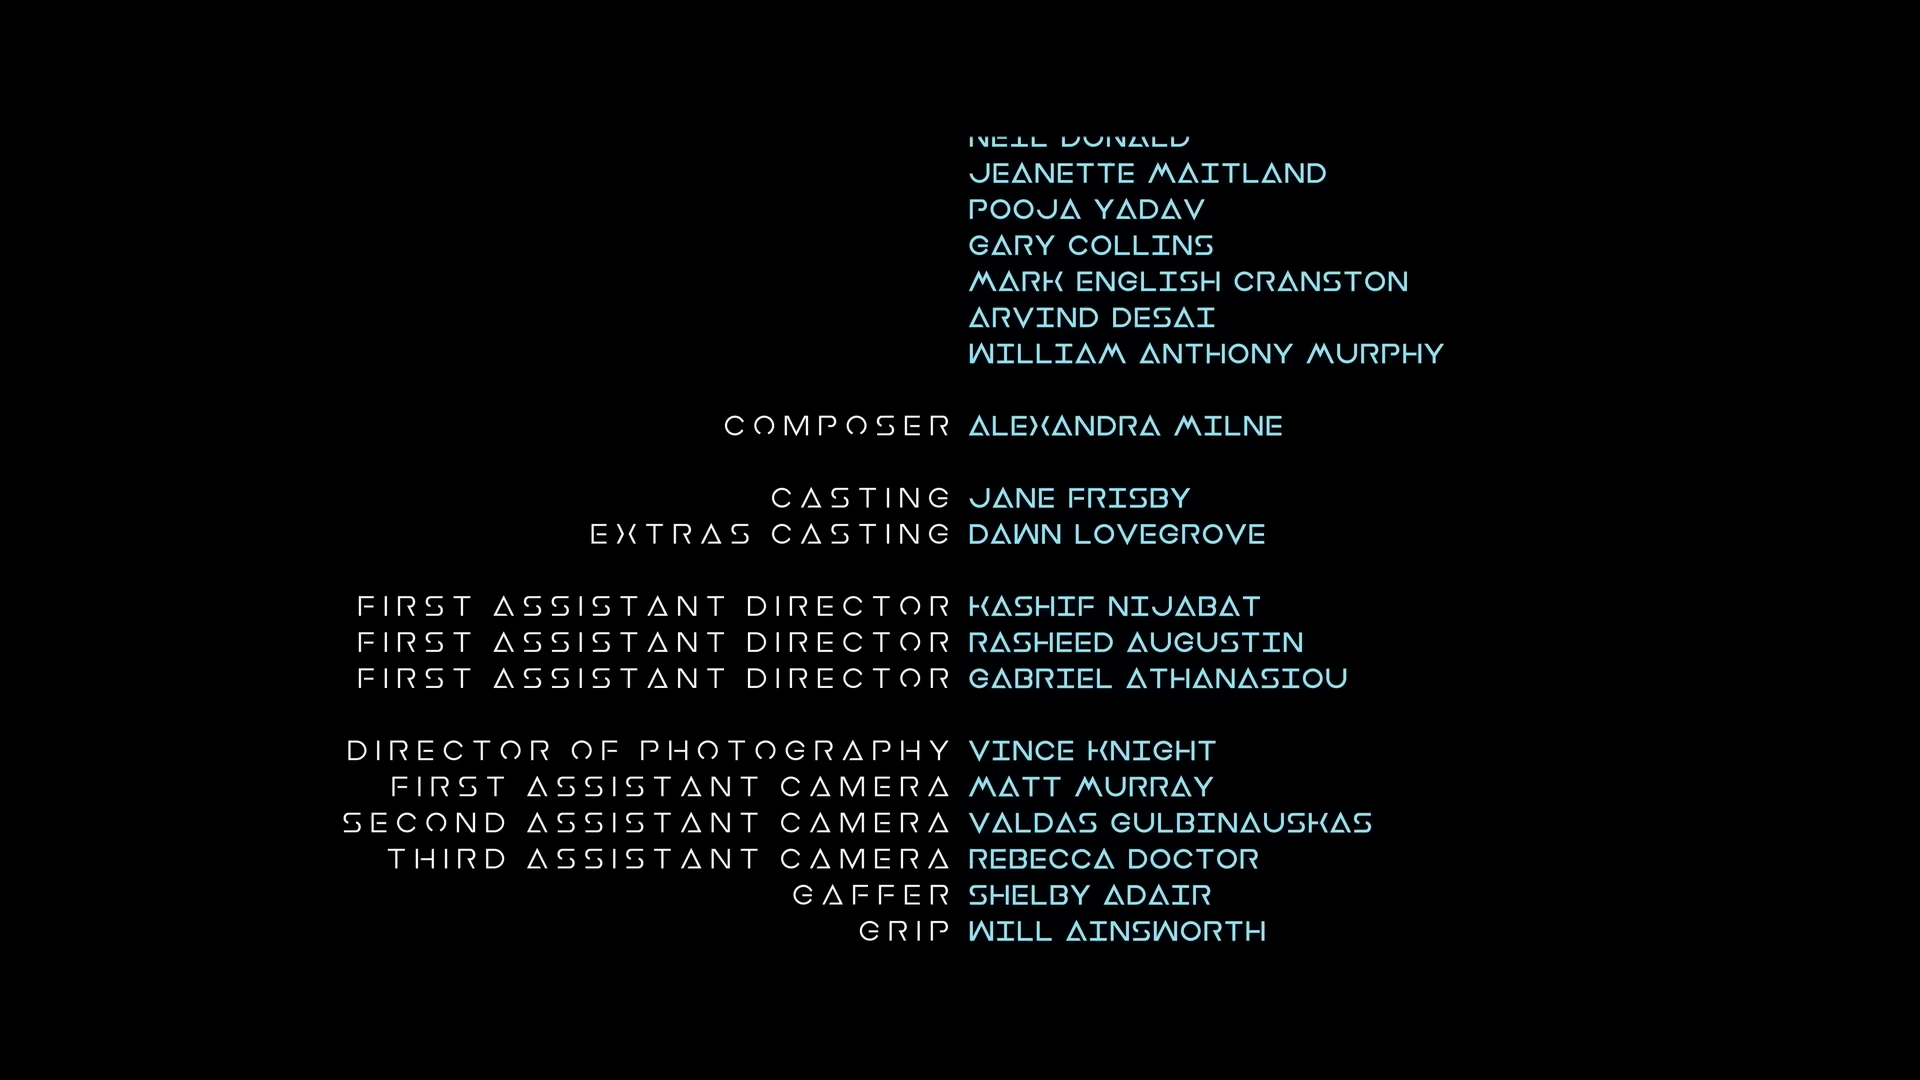 NEIL DONALD
JEANETTE MAITLAND
POOJA YADAV
GARY COLLINS
MARK ENGLISH CRANSTON
ARVIND DESAI
WILLIAM ANTHONY MURPHY
COMPOSER ALEXANDRA MILNE
CASTING JANE FRISBY
EXTRAS CASTING DAWN LOVEGROVE
FIRST ASSISTANT DIRECTOR KASHIF NIJABAT
FIRST ASSISTANT DIRECTOR RASHEED AUGUSTIN
FIRST ASSISTANT DIRECTOR GABRIEL ATHANASIOU
DIRECTOR OF PHOTOGRAPHY VINCE KNIGHT
FIRST ASSISTANT CAMERA MATT MURRAY
SECOND ASSISTANT CAMERA VALDAS GULBINAUSKAS
THIRD ASSISTANT CAMERA REBECCA DOCTOR
GAFFER SHELBY ADAIR
GRIP WILL AINSWORTH